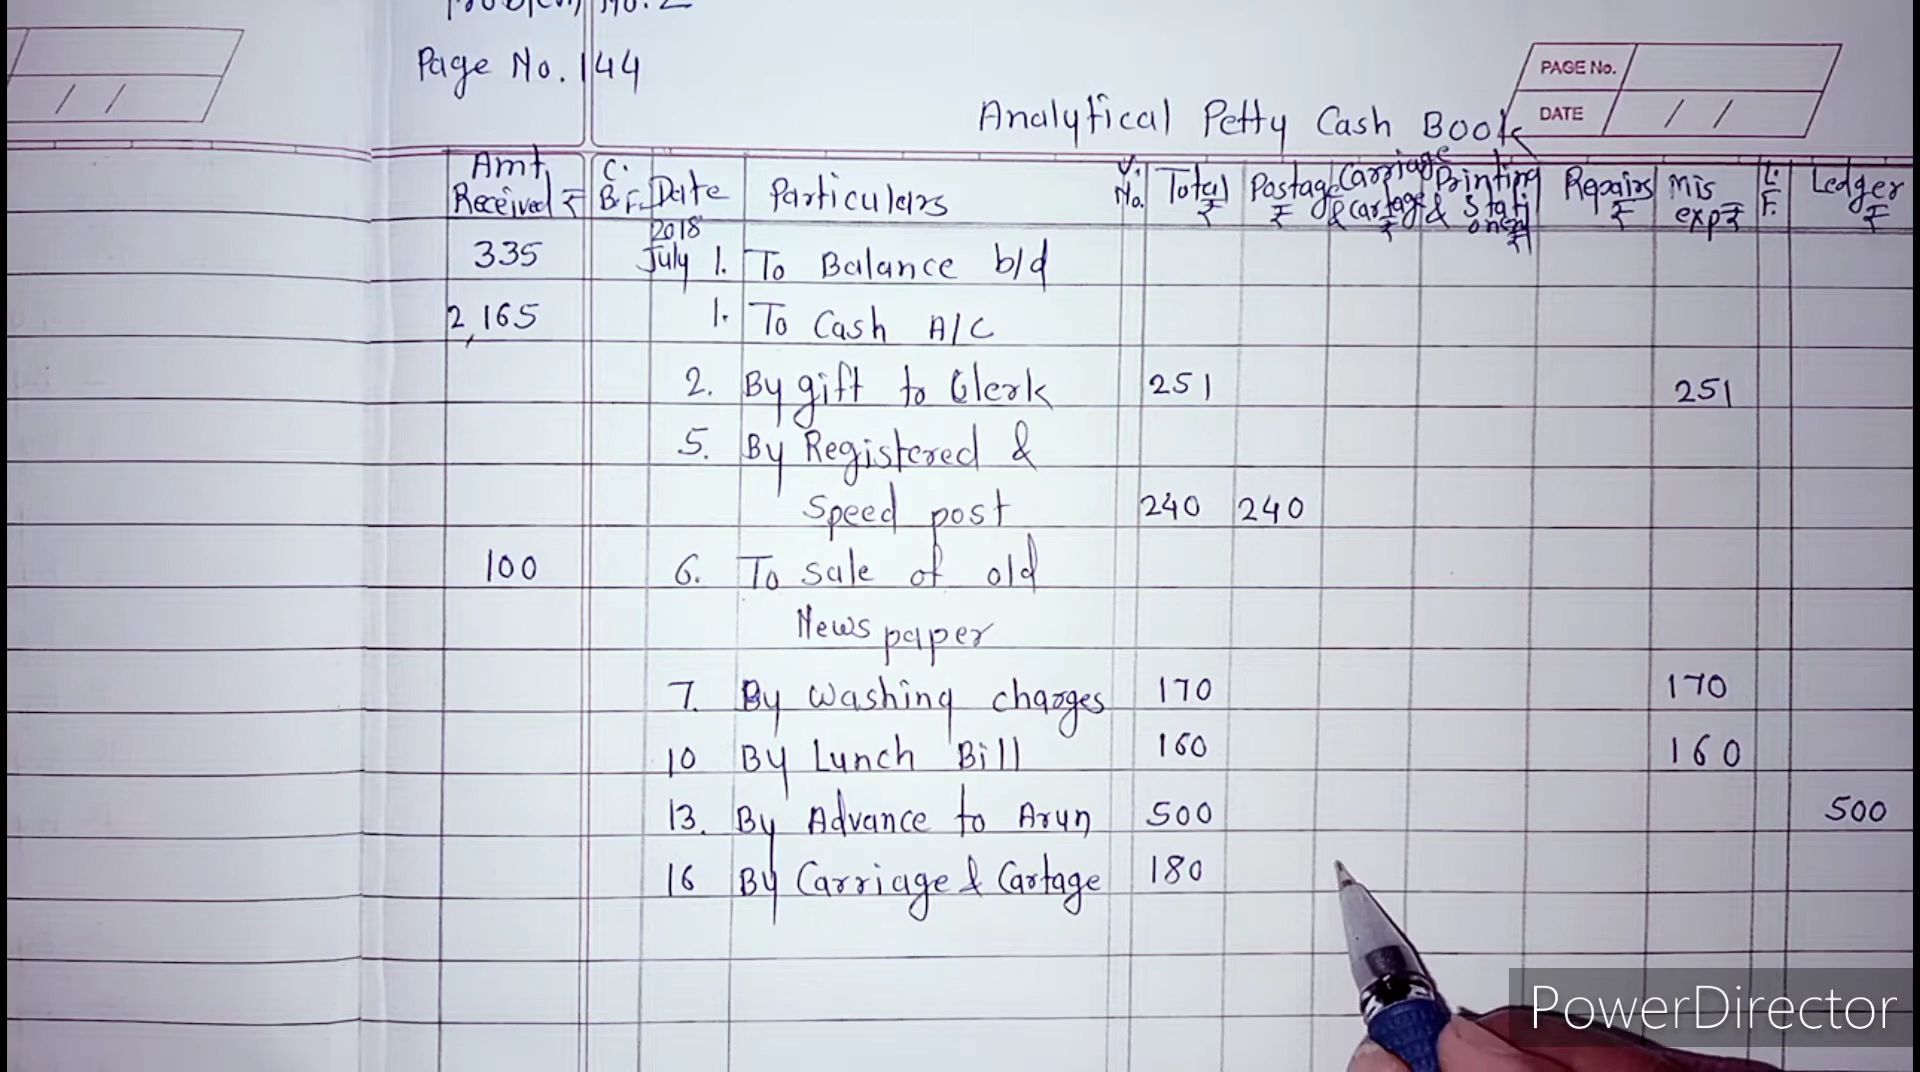 Problem No. 2
Page No. 144
PAGE No.
DATE / /
/ /
Analytical Petty Cash Book
Amt Received ₹ C. B. F. Date Particulars V. No. Total ₹ Postage ₹ Carriage & Cartage ₹ Printing & Stationery ₹ Repairs ₹ Mis exp ₹ L. F. Ledger ₹
2018
335 July 1. To Balance b/d
2,165 1. To Cash A/C
2. By gift to Clerk 251 251
5. By Registered &
Speed post 240 240
100 6. To sale of old
News paper
7. By Washing charges 170 170
10 By Lunch Bill 160 160
13. By Advance to Arun 500 500
16 By Carriage & Cartage 180
PowerDirector